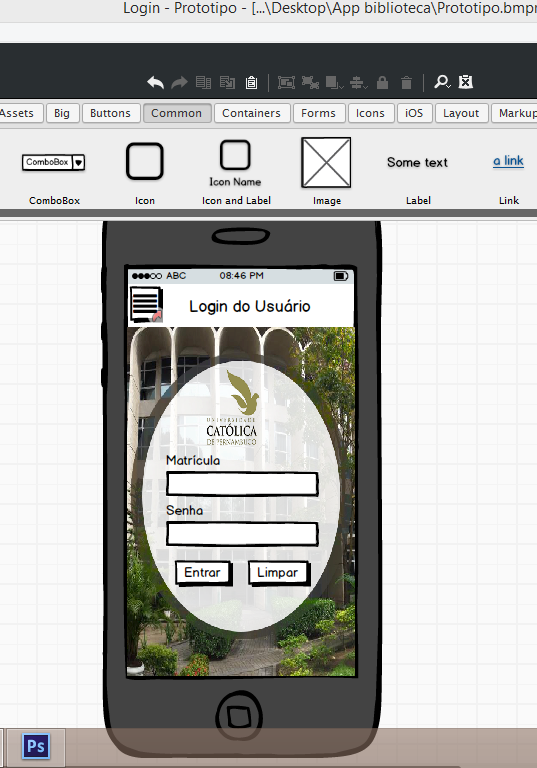 Login - Prototipo - [...\Desktop\App biblioteca\Prototipo.bmpr
Assets Big Buttons Common Containers Forms Icons iOS Layout Markup
ComboBox
Some text
a link
Icon Name
ComboBox Icon Icon and Label Image Label Link
ABC 08:46 PM
Login do Usuário
UNIVERSIDADE
CATÓLICA
DE PERNAMBUCO
Matrícula
Senha
Entrar Limpar
Ps